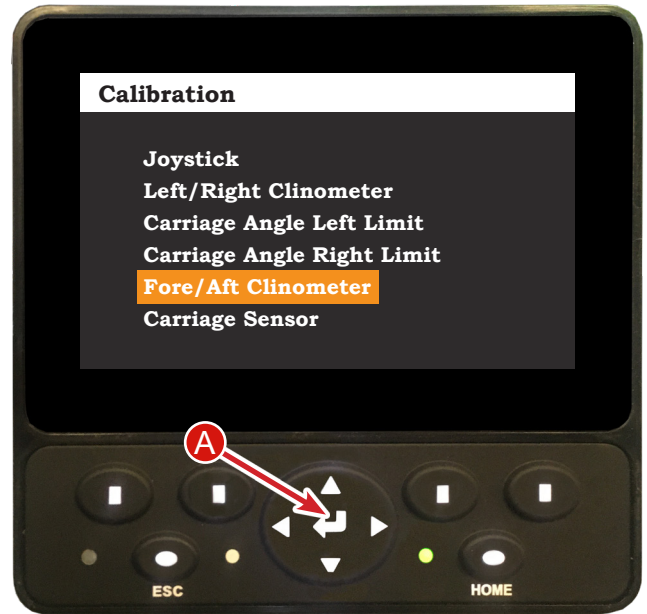 Calibration
Joystick
Left/Right Clinometer
Carriage Angle Left Limit
Carriage Angle Right Limit
Fore/Aft Clinometer
Carriage Sensor
A
ESC
HOME